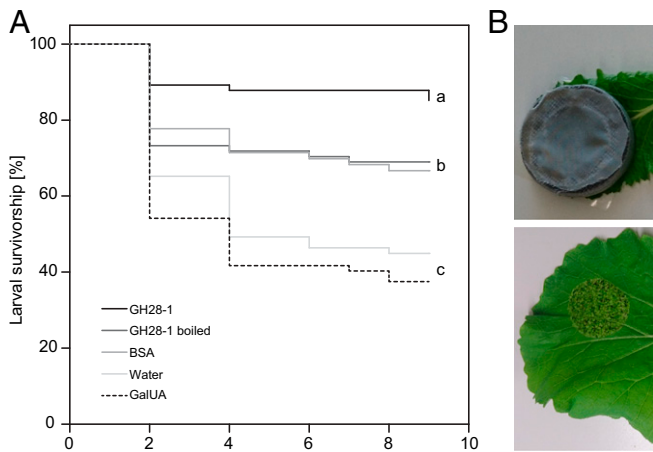 A
B
Larval survivorship [%]
100
80
60
40
20
0
a
b
c
GH28-1
GH28-1 boiled
BSA
Water
GalUA
0 2 4 6 8 10